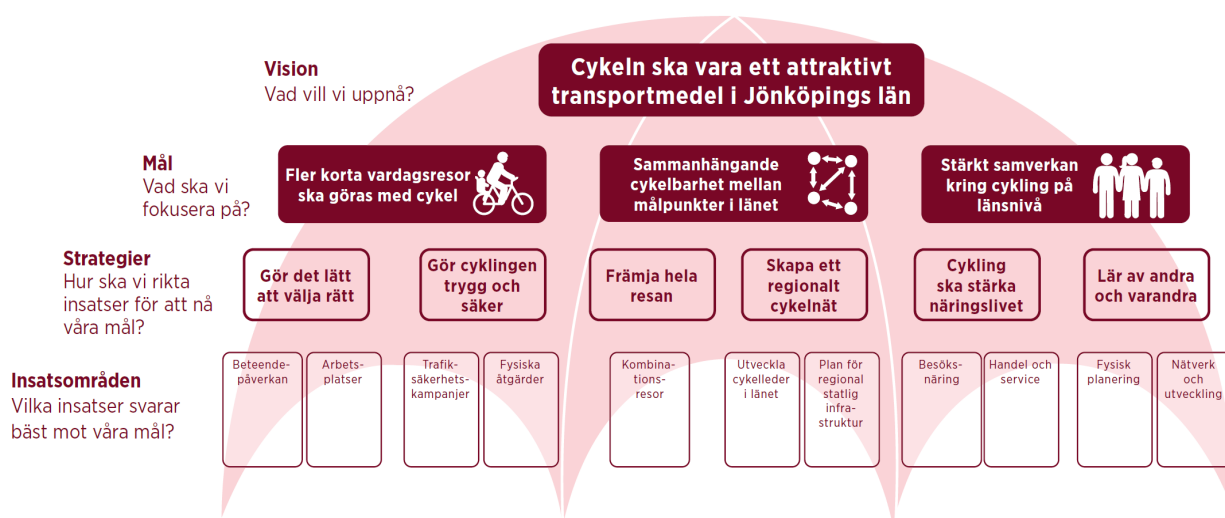 Vision
Vad vill vi uppnå?
Cykeln ska vara ett attraktivt
transportmedel i Jönköpings län
Mål
Vad ska vi
fokusera på?
Fler korta vardagsresor
ska göras med cykel
Sammanhängande
cykelbarhet mellan
målpunkter i länet
Stärkt samverkan
kring cykling på
länsnivå
Strategier
Hur ska vi rikta
insatser för att nå
våra mål?
Gör det lätt
att välja rätt
Gör cyklingen
trygg och
säker
Främja hela
resan
Skapa ett
regionalt
cykelnät
Cykling
ska stärka
näringslivet
Lär av andra
och varandra
Insatsområden
Vilka insatser svarar
bäst mot våra mål?
Beteende-
påverkan
Arbets-
platser
Trafik-
säkerhets-
kampanjer
Fysiska
åtgärder
Kombina-
tions-
resor
Utveckla
cykelleder
i länet
Plan för
regional
statlig
infra-
struktur
Besöks-
näring
Handel och
service
Fysisk
planering
Nätverk
och
utveckling